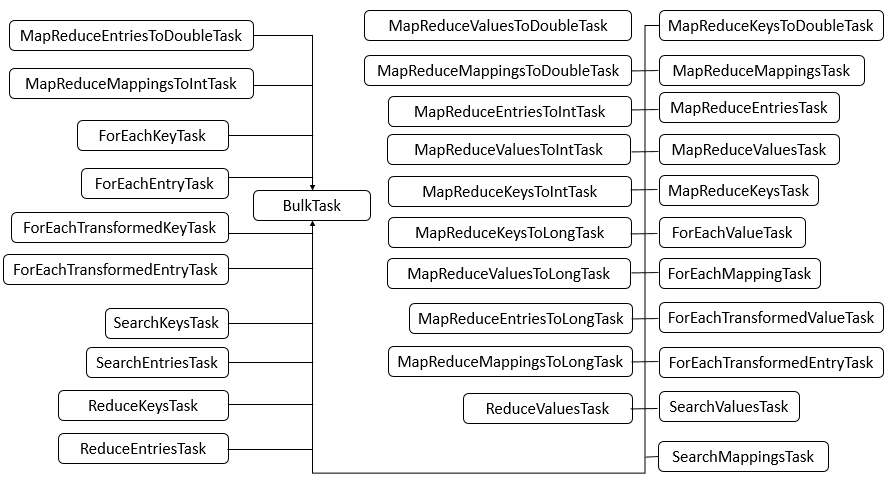 MapReduceEntriesToDoubleTask
MapReduceMappingsToIntTask
ForEachKeyTask
ForEachEntryTask
ForEachTransformedKeyTask
ForEachTransformedEntryTask
SearchKeysTask
SearchEntriesTask
ReduceKeysTask
ReduceEntriesTask
BulkTask
MapReduceValuesToDoubleTask
MapReduceMappingsToDoubleTask
MapReduceEntriesToIntTask
MapReduceValuesToIntTask
MapReduceKeysToIntTask
MapReduceKeysToLongTask
MapReduceValuesToLongTask
MapReduceEntriesToLongTask
MapReduceMappingsToLongTask
ReduceValuesTask
MapReduceKeysToDoubleTask
MapReduceMappingsTask
MapReduceEntriesTask
MapReduceValuesTask
MapReduceKeysTask
ForEachValueTask
ForEachMappingTask
ForEachTransformedValueTask
ForEachTransformedEntryTask
SearchValuesTask
SearchMappingsTask